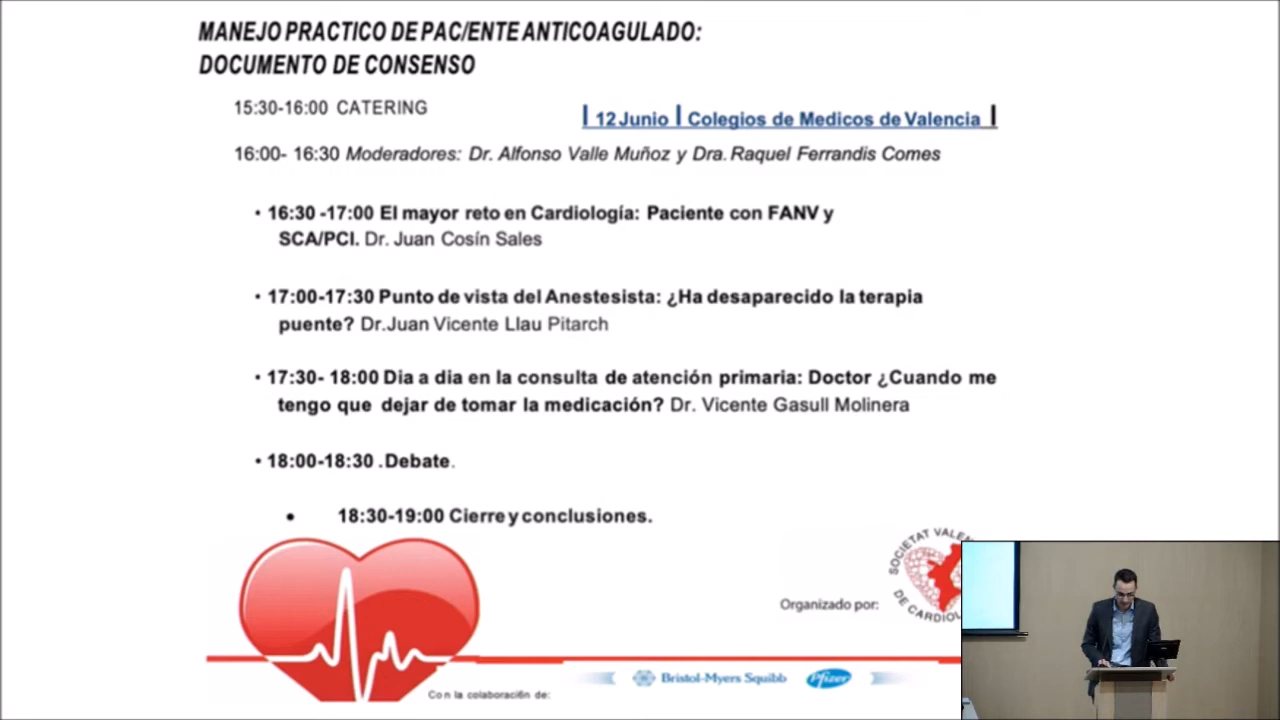 MANEJO PRACTICO DE PAC/ENTE ANTICOAGULADO:
DOCUMENTO DE CONSENSO
15:30-16:00 CATERING
| 12 Junio | Colegios de Medicos de Valencia |
16:00- 16:30 Moderadores: Dr. Alfonso Valle Muñoz y Dra. Raquel Ferrandis Comes
• 16:30 -17:00 El mayor reto en Cardiología: Paciente con FANV y
SCA/PCI. Dr. Juan Cosín Sales
• 17:00-17:30 Punto de vista del Anestesista: ¿Ha desaparecido la terapia
puente? Dr.Juan Vicente Llau Pitarch
• 17:30- 18:00 Dia a dia en la consulta de atención primaria: Doctor ¿Cuando me
tengo que dejar de tomar la medicación? Dr. Vicente Gasull Molinera
• 18:00-18:30 .Debate.
• 18:30-19:00 Cierre y conclusiones.
SOCIETAT VALEN
DE CARDIOL
Organizado por:
Con la colaboración de:
Bristol-Myers Squibb
Pfizer